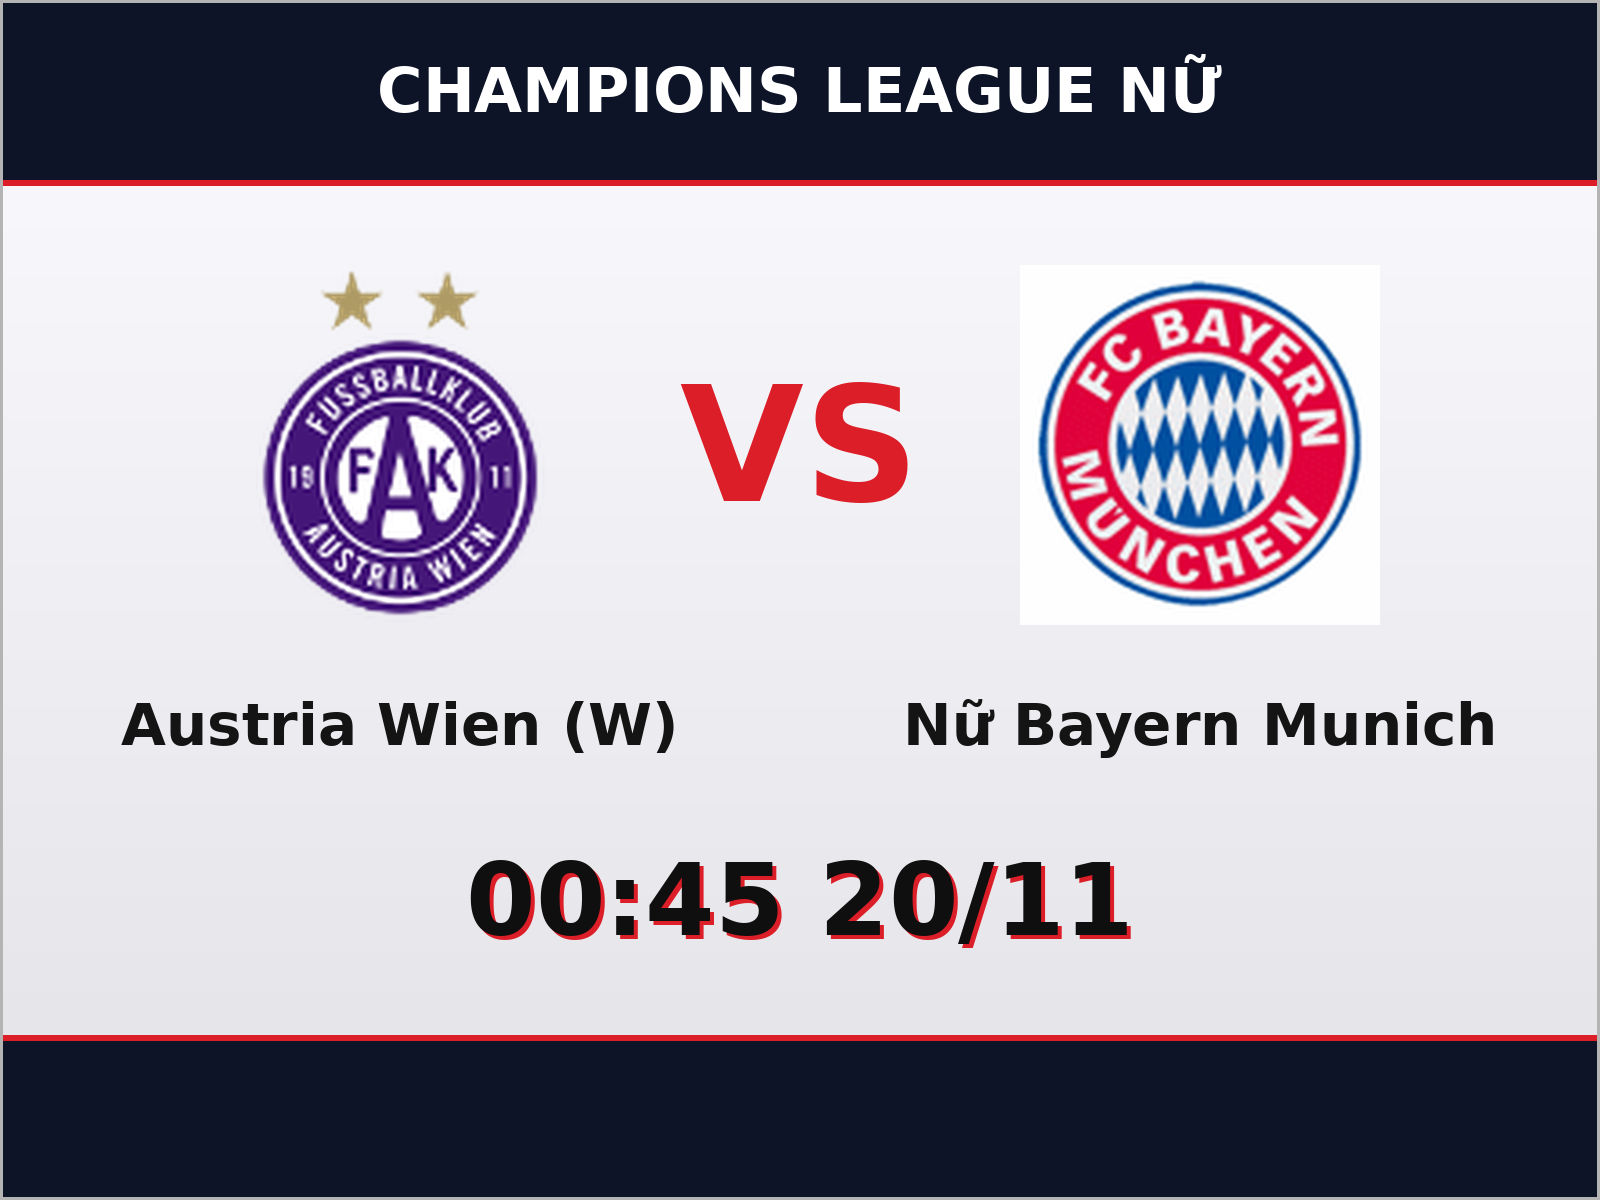 CHAMPIONS LEAGUE NỮ
FUSSBALLKLUB
19 FAK 11
AUSTRIA WIEN
VS
FC BAYERN
MÜNCHEN
Austria Wien (W)
Nữ Bayern Munich
00:45 20/11